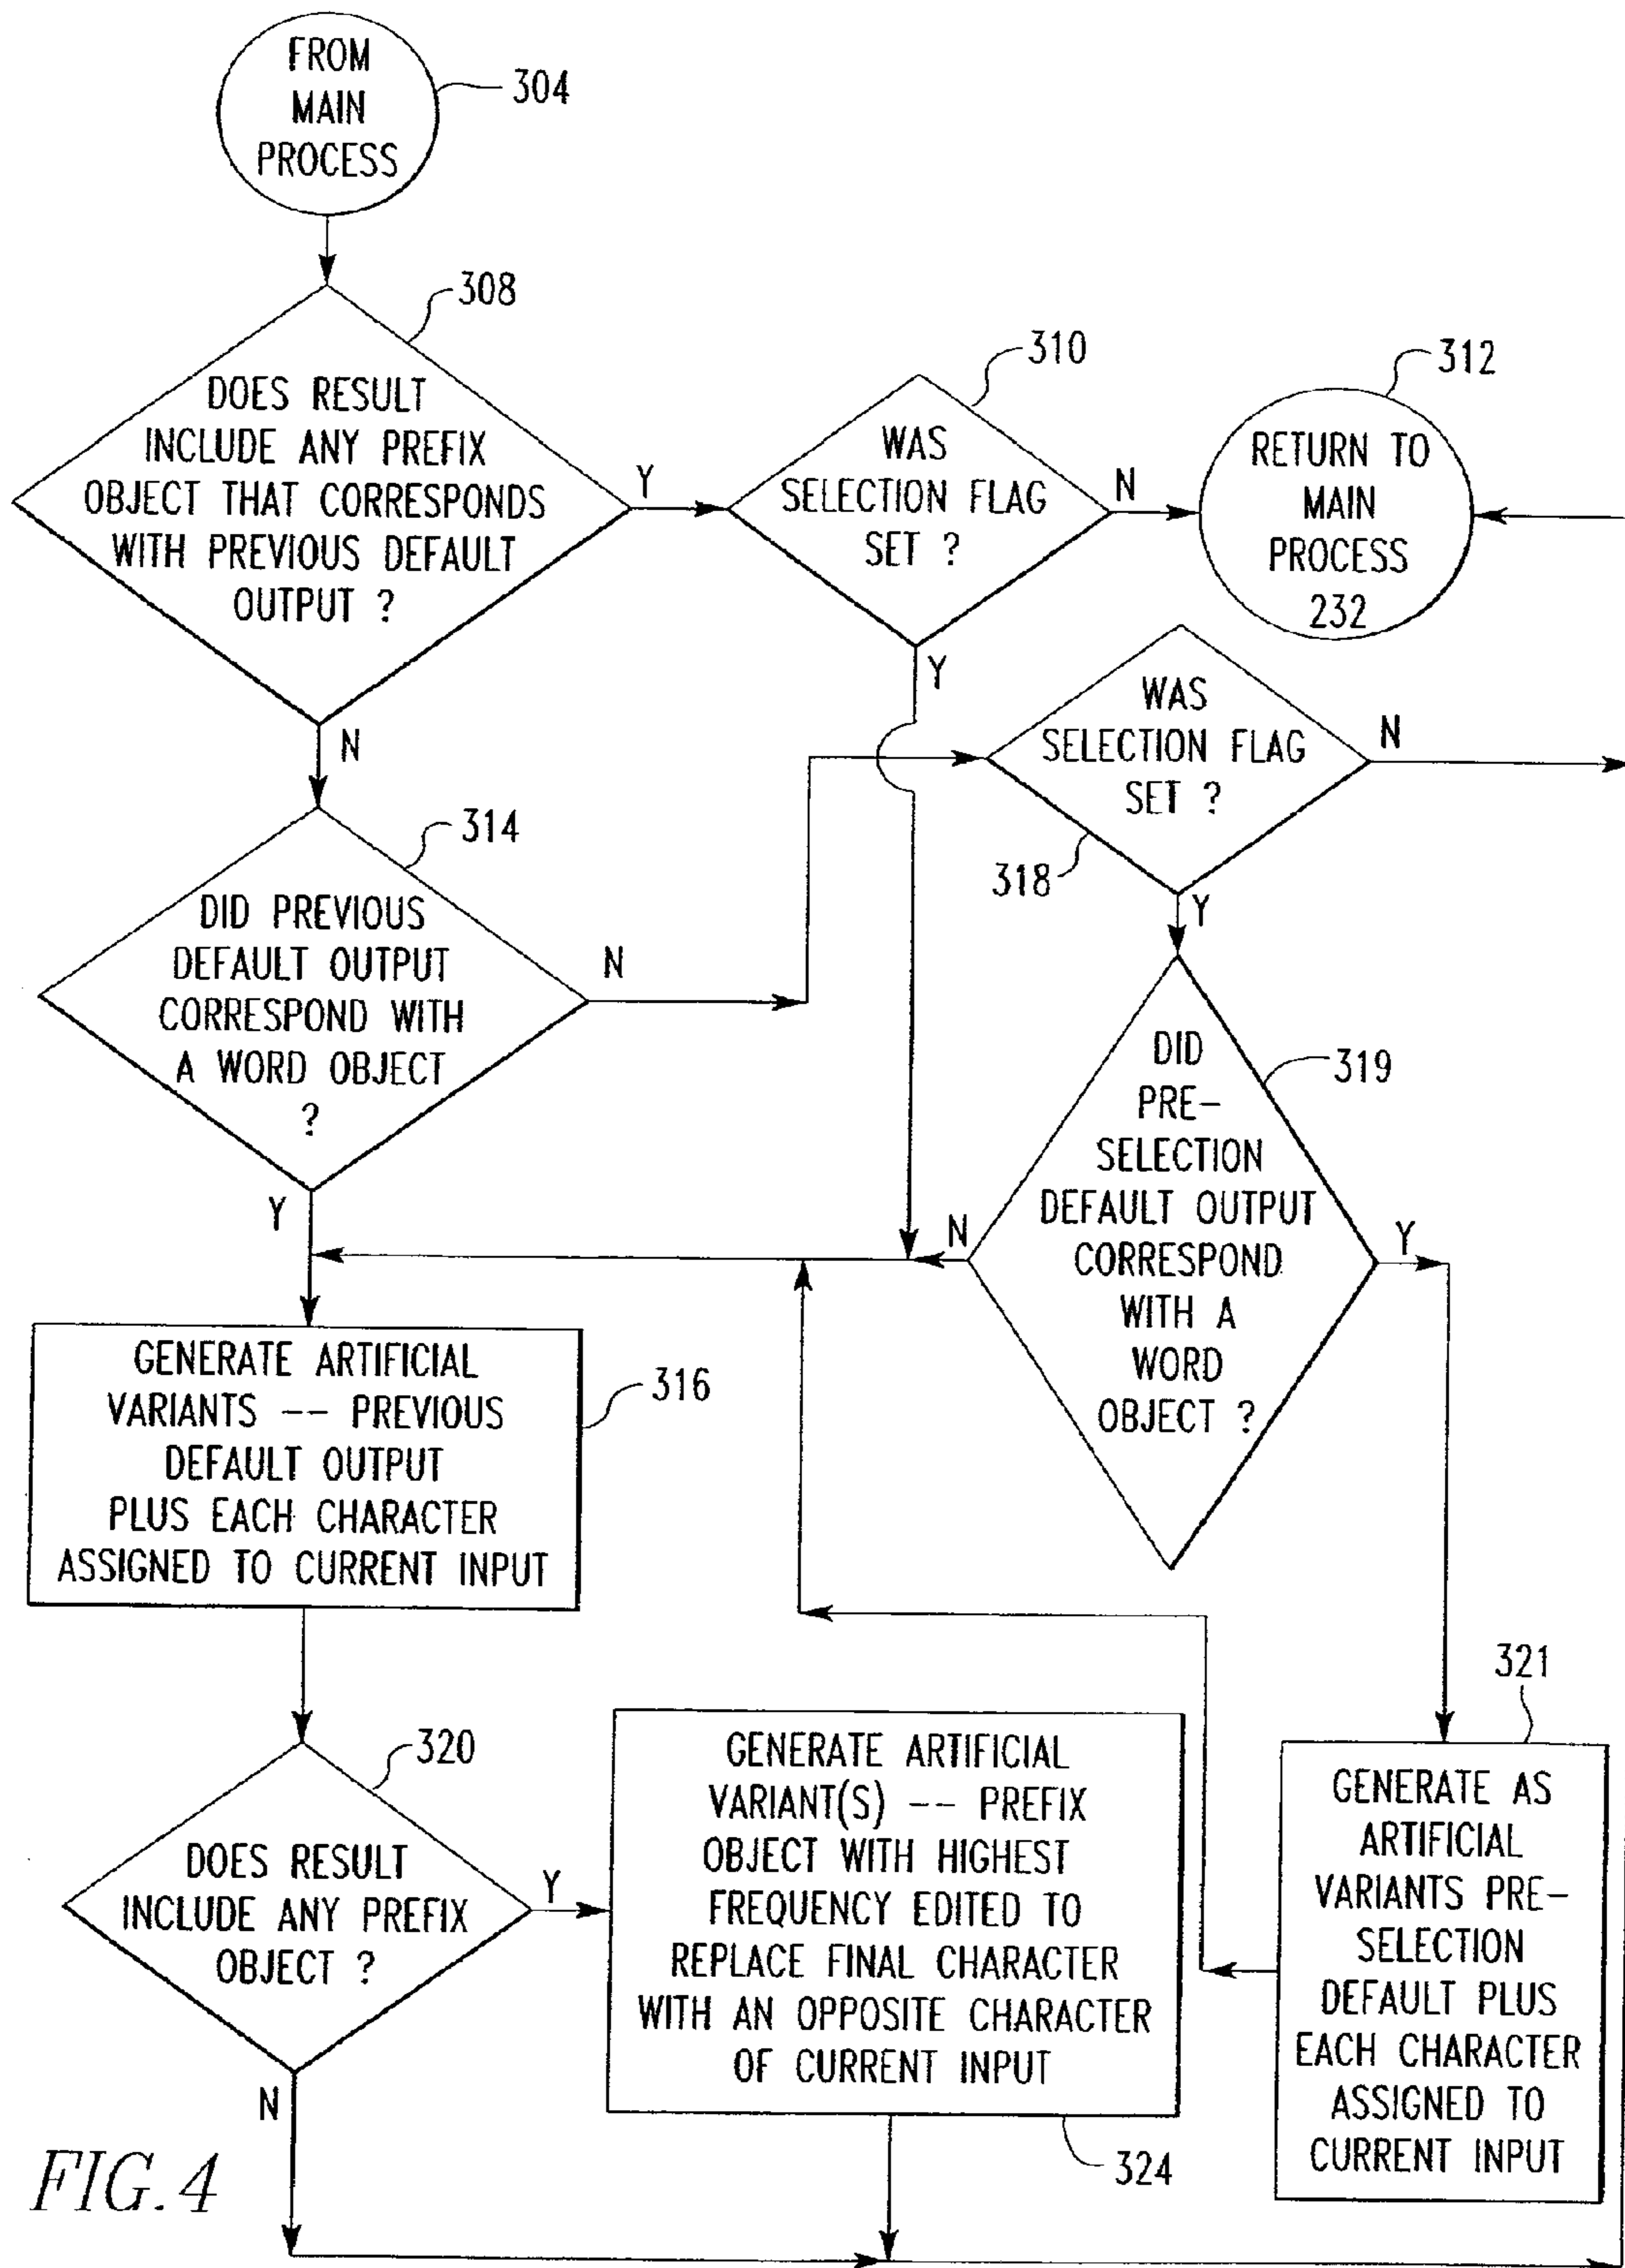 FROM
MAIN
PROCESS
304
308
DOES RESULT
INCLUDE ANY PREFIX
OBJECT THAT CORRESPONDS
WITH PREVIOUS DEFAULT
OUTPUT ?
Y
N
310
WAS
SELECTION FLAG
SET ?
N
Y
312
RETURN TO
MAIN
PROCESS
232
314
DID PREVIOUS
DEFAULT OUTPUT
CORRESPOND WITH
A WORD OBJECT
?
N
Y
WAS
SELECTION FLAG
SET ?
318
N
Y
DID
PRE-
SELECTION
DEFAULT OUTPUT
CORRESPOND
WITH A
WORD
OBJECT ?
319
N
Y
GENERATE ARTIFICIAL
VARIANTS -- PREVIOUS
DEFAULT OUTPUT
PLUS EACH CHARACTER
ASSIGNED TO CURRENT INPUT
316
320
DOES RESULT
INCLUDE ANY PREFIX
OBJECT ?
Y
N
GENERATE ARTIFICIAL
VARIANT(S) -- PREFIX
OBJECT WITH HIGHEST
FREQUENCY EDITED TO
REPLACE FINAL CHARACTER
WITH AN OPPOSITE CHARACTER
OF CURRENT INPUT
324
321
GENERATE AS
ARTIFICIAL
VARIANTS PRE-
SELECTION
DEFAULT PLUS
EACH CHARACTER
ASSIGNED TO
CURRENT INPUT
FIG. 4